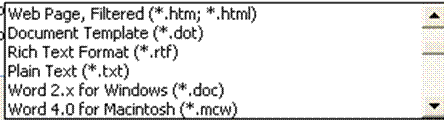 Web Page, Filtered (*.htm; *.html)
Document Template (*.dot)
Rich Text Format (*.rtf)
Plain Text (*.txt)
Word 2.x for Windows (*.doc)
Word 4.0 for Macintosh (*.mcw)